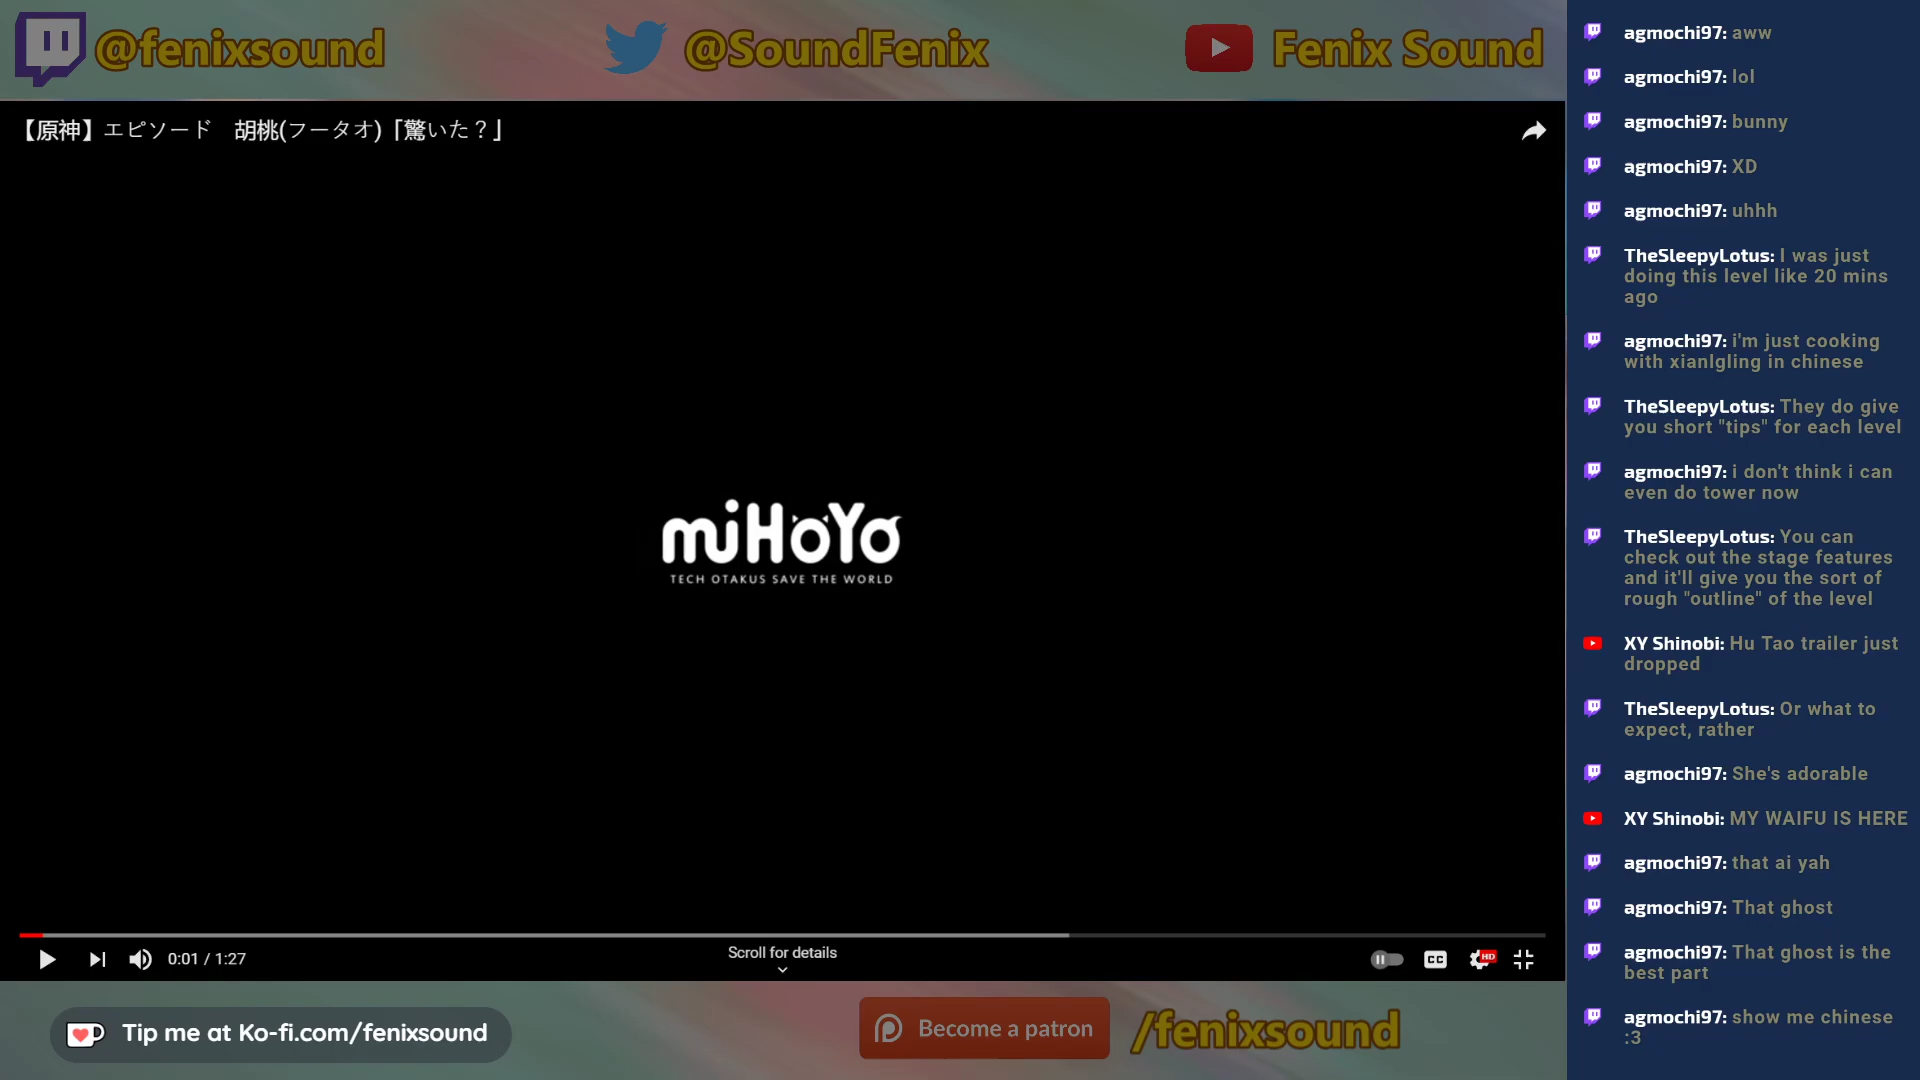 @fenixsound
@SoundFenix
Fenix Sound
【原神】エピソード　胡桃(フータオ)「驚いた？」
miHoYo
TECH OTAKUS SAVE THE WORLD
0:01 / 1:27
Scroll for details
CC
HD
Tip me at Ko-fi.com/fenixsound
Become a patron
/fenixsound
agmochi97: aww
agmochi97: lol
agmochi97: bunny
agmochi97: XD
agmochi97: uhhh
TheSleepyLotus: I was just
doing this level like 20 mins
ago
agmochi97: i'm just cooking
with xianlgling in chinese
TheSleepyLotus: They do give
you short "tips" for each level
agmochi97: i don't think i can
even do tower now
TheSleepyLotus: You can
check out the stage features
and it'll give you the sort of
rough "outline" of the level
XY Shinobi: Hu Tao trailer just
dropped
TheSleepyLotus: Or what to
expect, rather
agmochi97: She's adorable
XY Shinobi: MY WAIFU IS HERE
agmochi97: that ai yah
agmochi97: That ghost
agmochi97: That ghost is the
best part
agmochi97: show me chinese
:3